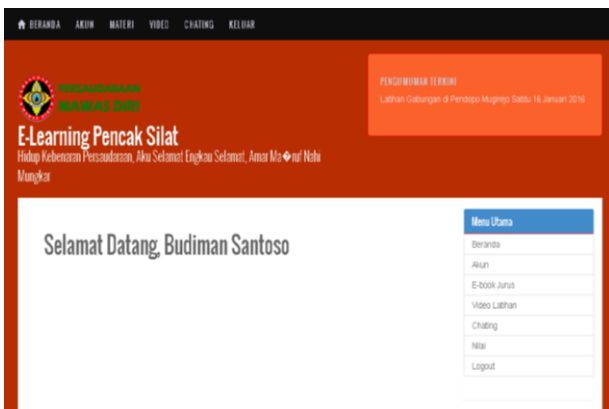 BERANDA AKUN MATERI VIDEO CHATING KELUAR
PERSAUDARAAN
MAWAS DIRI
E-Learning Pencak Silat
Hidup Kebenaran Persaudaraan, Aku Selamat Engkau Selamat, Amar Ma�ruf Nahi
Mungkar
PENGUMUMAN TERKINI
Latihan Gabungan di Pendopo Mugirejo Sabtu 16 Januari 2016
Selamat Datang, Budiman Santoso
Menu Utama
Beranda
Akun
E-book Jurus
Video Latihan
Chating
Nilai
Logout